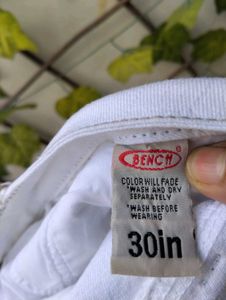 BENCH
COLOR WILL FADE
*WASH AND DRY
SEPARATELY
*WASH BEFORE
WEARING
30in